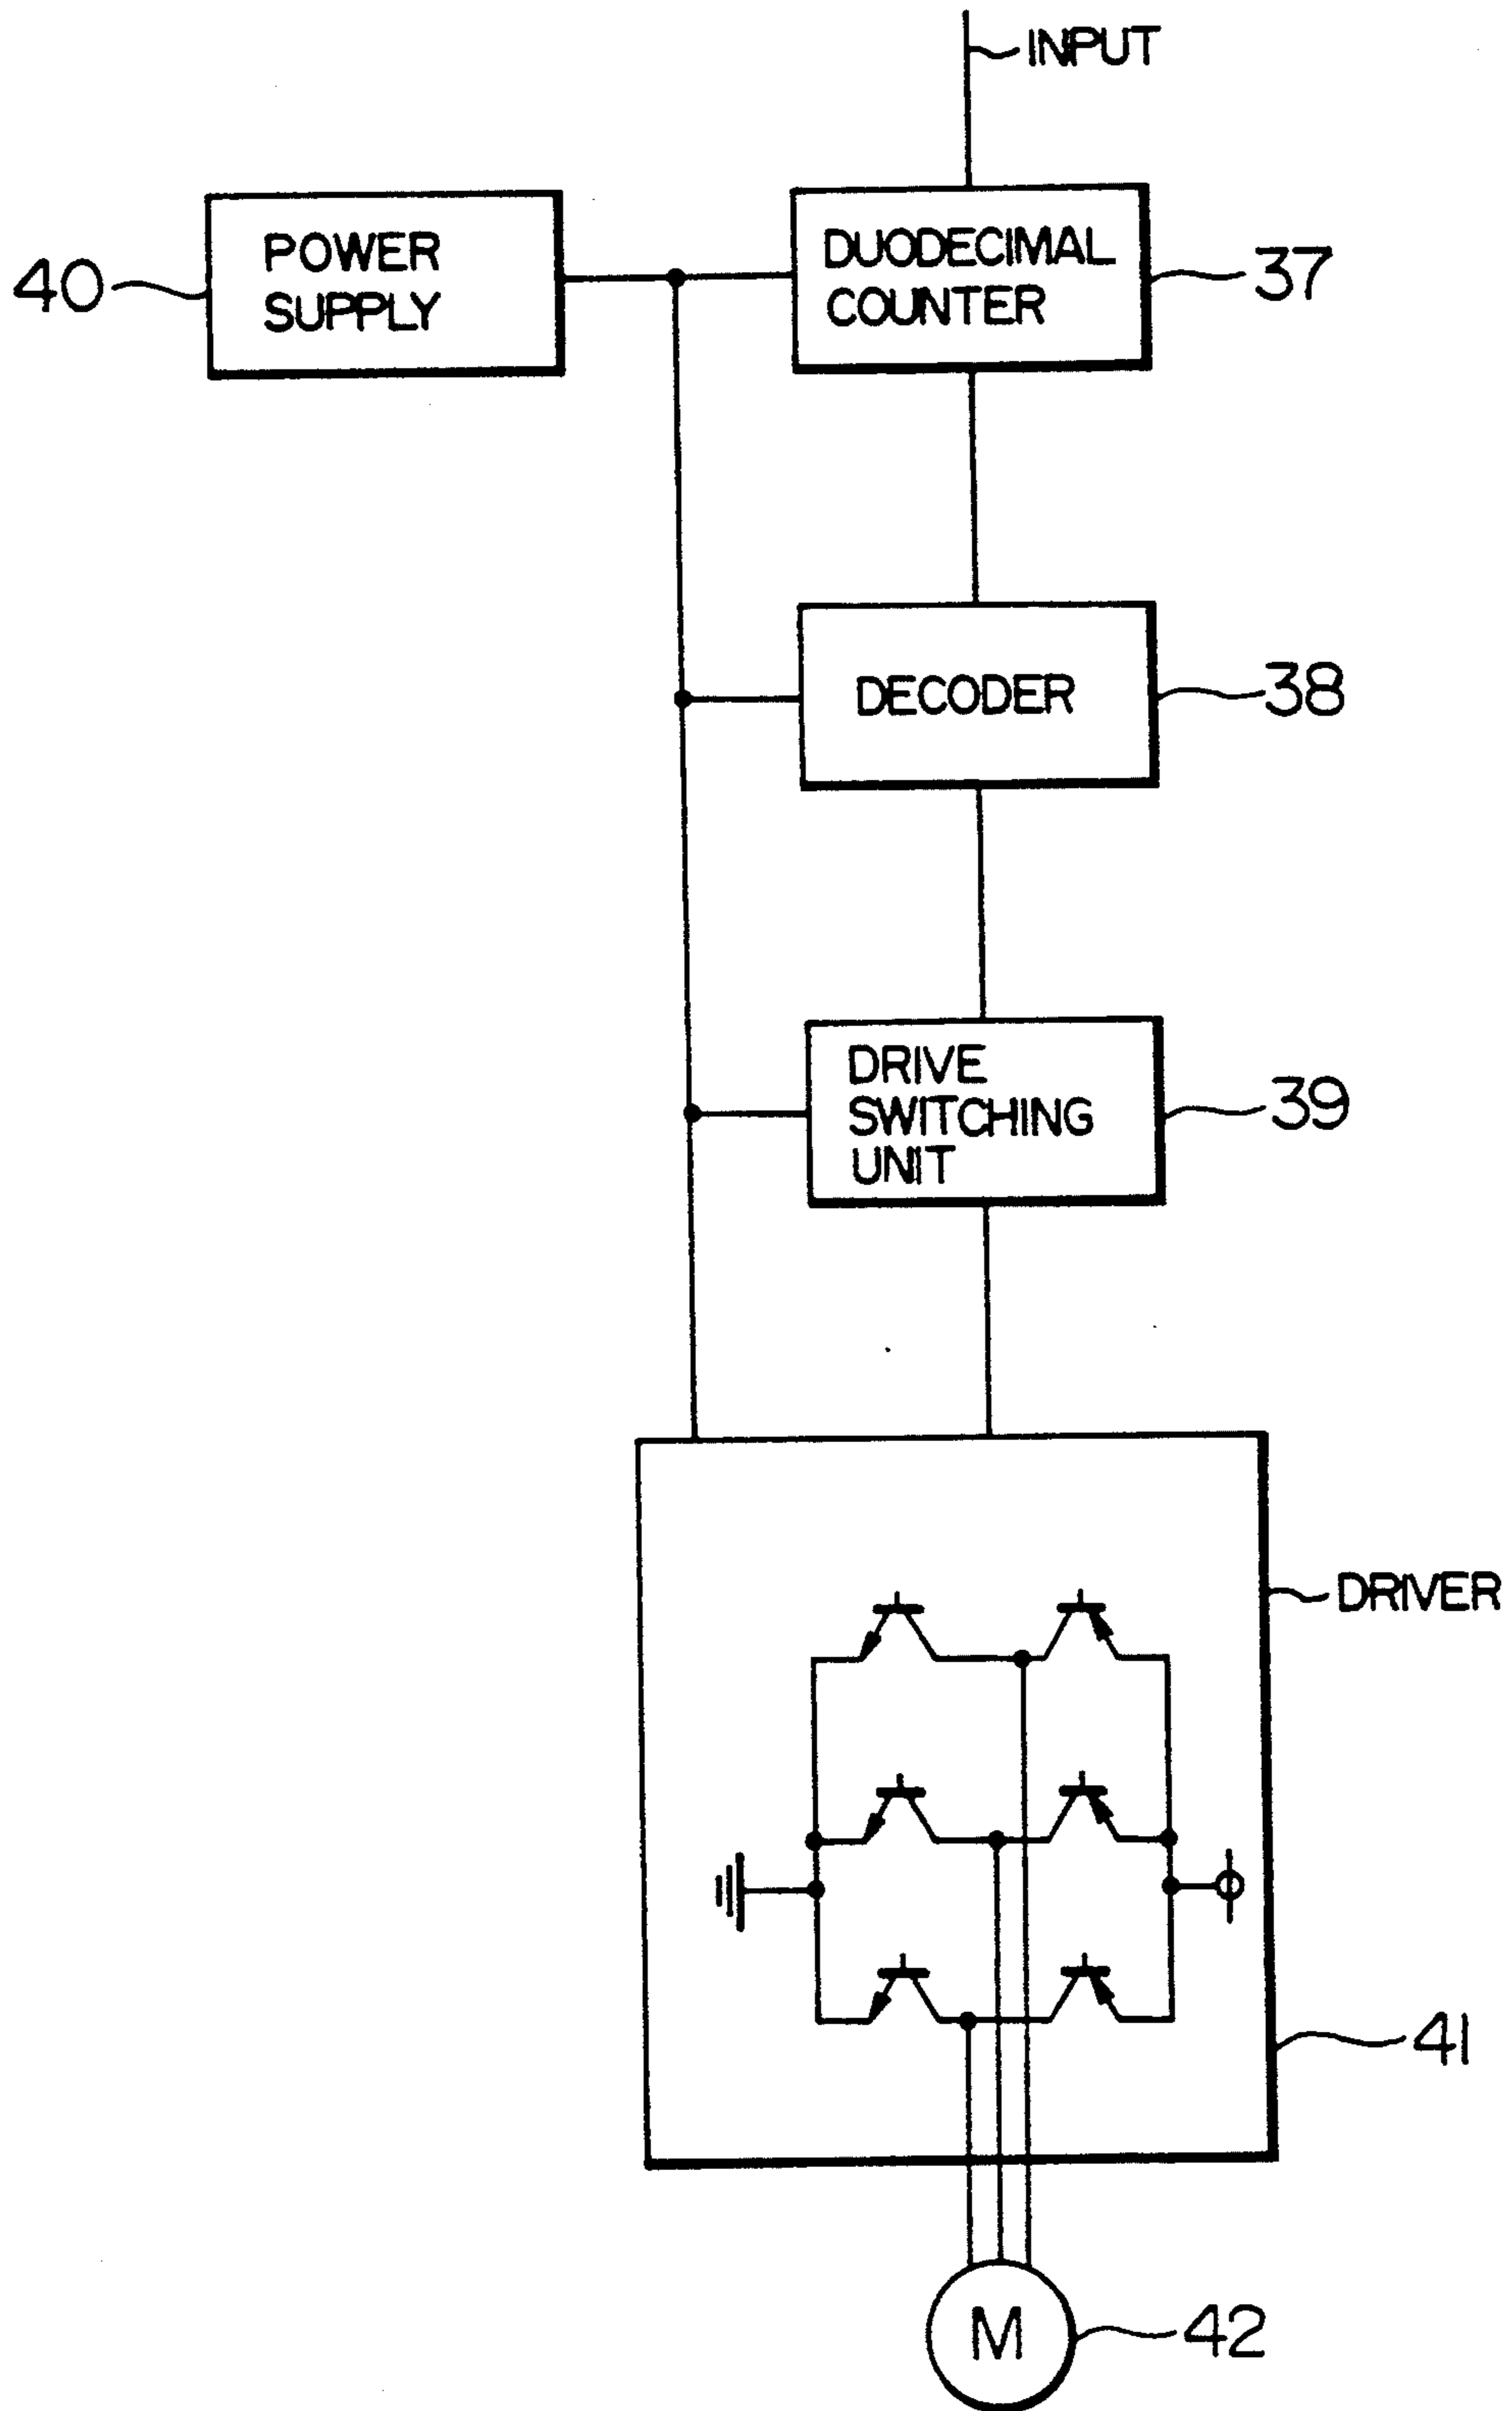 INPUT
POWER
SUPPLY
40
DUODECIMAL
COUNTER
37
DECODER
38
DRIVE
SWITCHING
UNIT
39
DRIVER
41
M
42